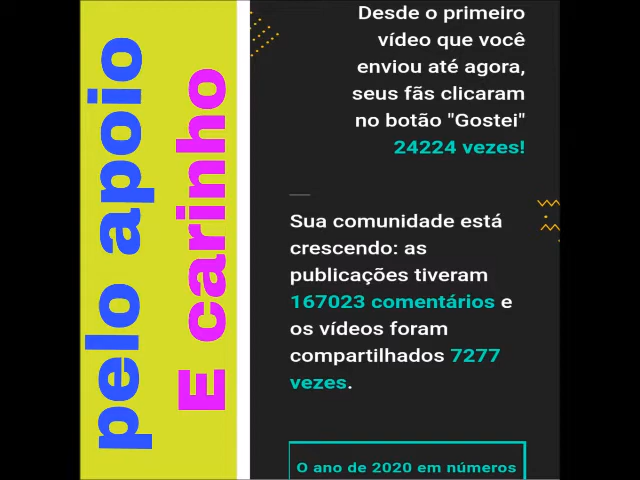 pelo apoio
E carinho
Desde o primeiro
vídeo que você
enviou até agora,
seus fãs clicaram
no botão "Gostei"
24224 vezes!
Sua comunidade está
crescendo: as
publicações tiveram
167023 comentários e
os vídeos foram
compartilhados 7277
vezes.
O ano de 2020 em números